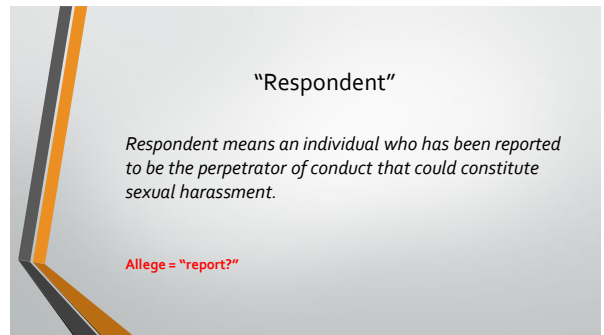 “Respondent”
Respondent means an individual who has been reported
to be the perpetrator of conduct that could constitute
sexual harassment.
Allege = “report?”